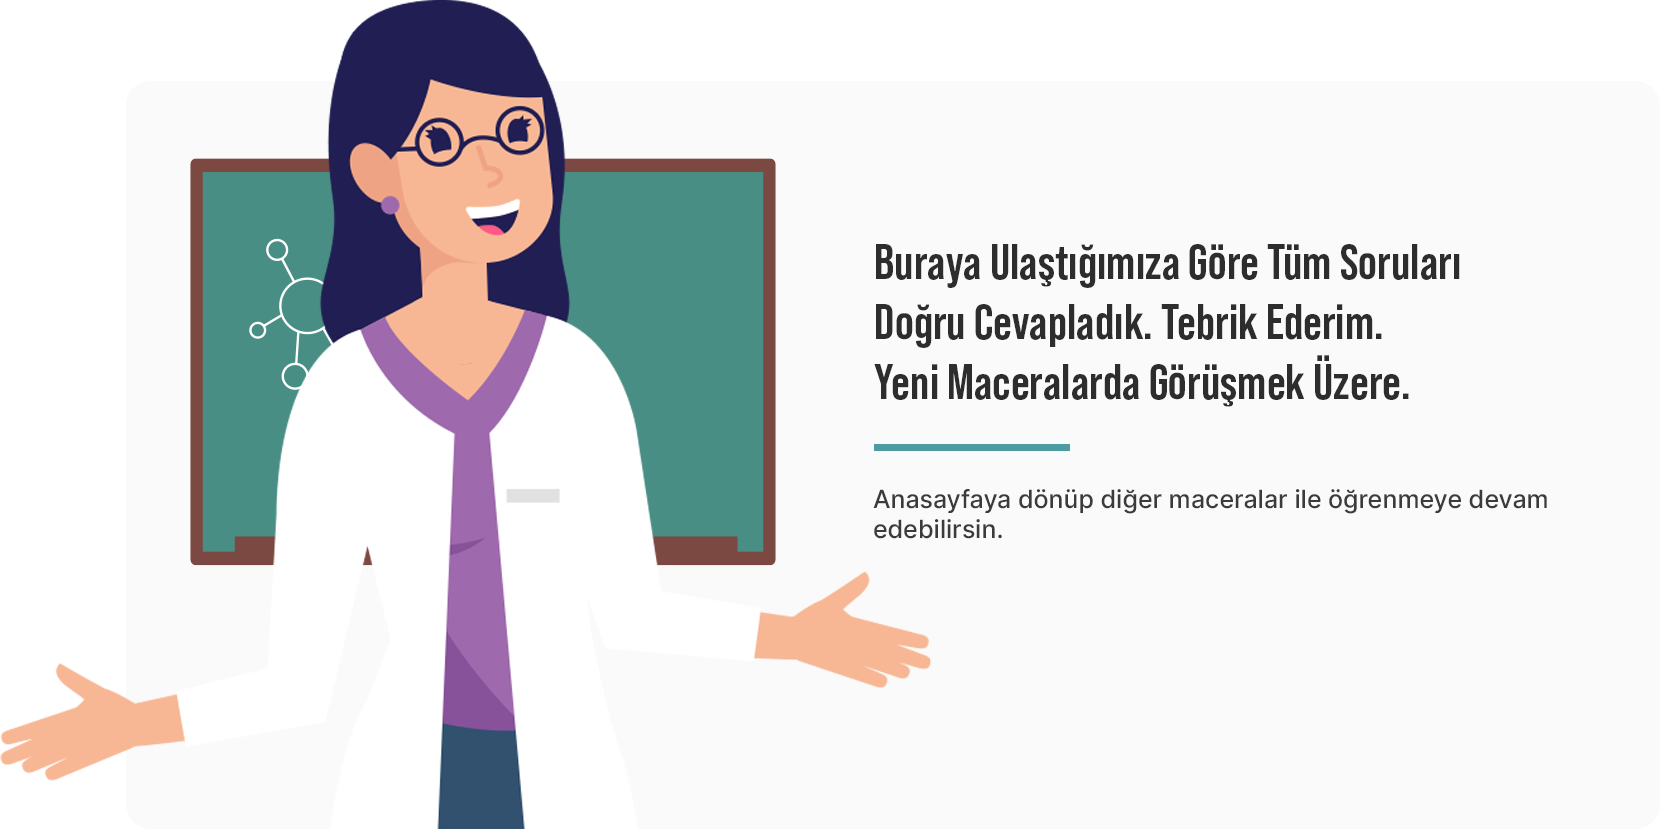 Buraya Ulaştığımıza Göre Tüm Soruları
Doğru Cevapladık. Tebrik Ederim.
Yeni Maceralarda Görüşmek Üzere.
Anasayfaya dönüp diğer maceralar ile öğrenmeye devam
edebilirsin.